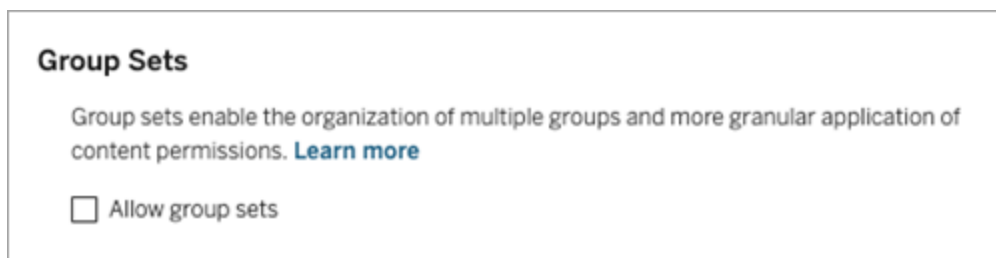 Group Sets
Group sets enable the organization of multiple groups and more granular application of
content permissions. Learn more
Allow group sets